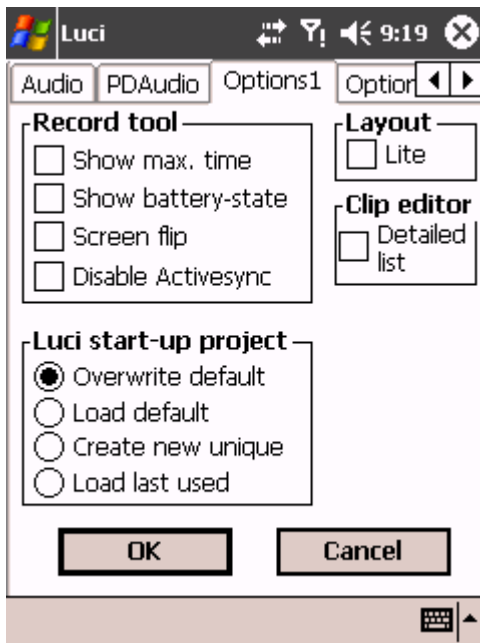 Luci 9:19
Audio PDAudio Options1 Option
Record tool
Show max. time
Show battery-state
Screen flip
Disable Activesync
Layout
Lite
Clip editor
Detailed
list
Luci start-up project
Overwrite default
Load default
Create new unique
Load last used
OK Cancel